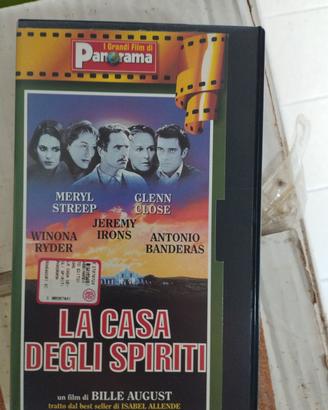 I Grandi Film di
Panorama
MERYL
STREEP
GLENN
CLOSE
JEREMY
IRONS
WINONA
RYDER
ANTONIO
BANDERAS
LA CASA
DEGLI SPIRITI
un film di BILLE AUGUST
tratto dal best seller di ISABEL ALLENDE